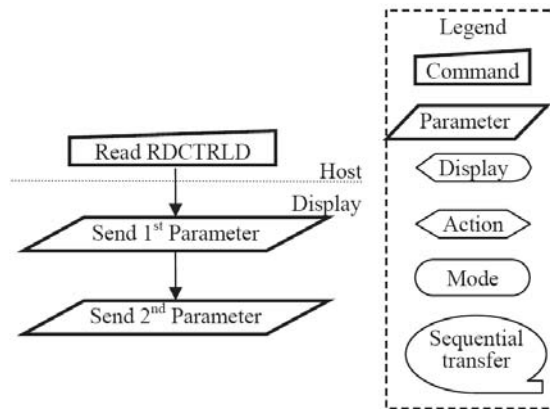 Legend
Command
Parameter
Read RDCTRLD
Host
Display
Display
Send 1st Parameter
Action
Mode
Send 2nd Parameter
Sequential
transfer